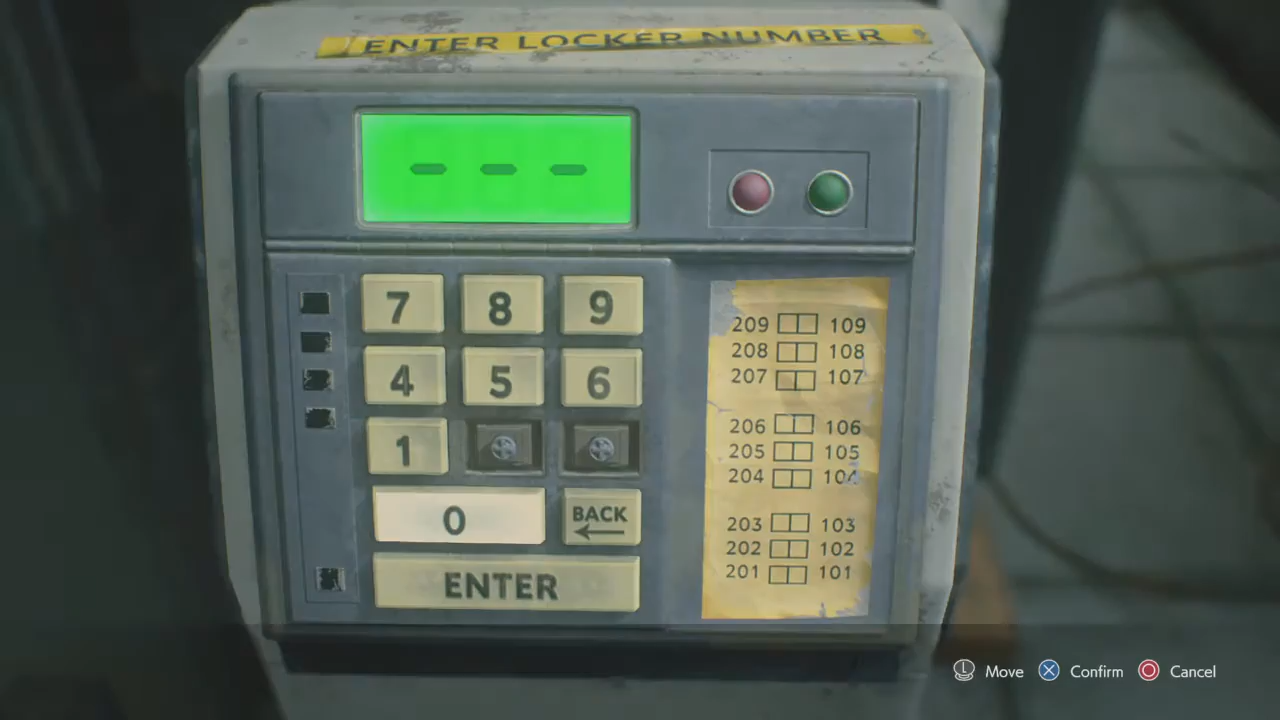 ENTER LOCKER NUMBER
- - -
7 8 9
4 5 6
1
0 BACK
ENTER
209 109
208 108
207 107
206 106
205 105
204 104
203 103
202 102
201 101
L Move Confirm Cancel